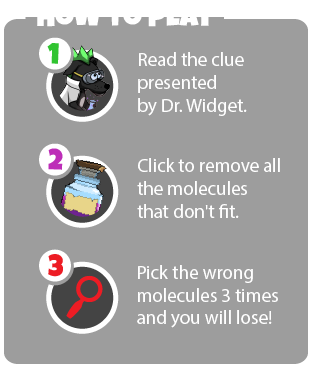 HOW TO PLAY
1
Read the clue
presented
by Dr. Widget.
2
Click to remove all
the molecules
that don't fit.
3
Pick the wrong
molecules 3 times
and you will lose!